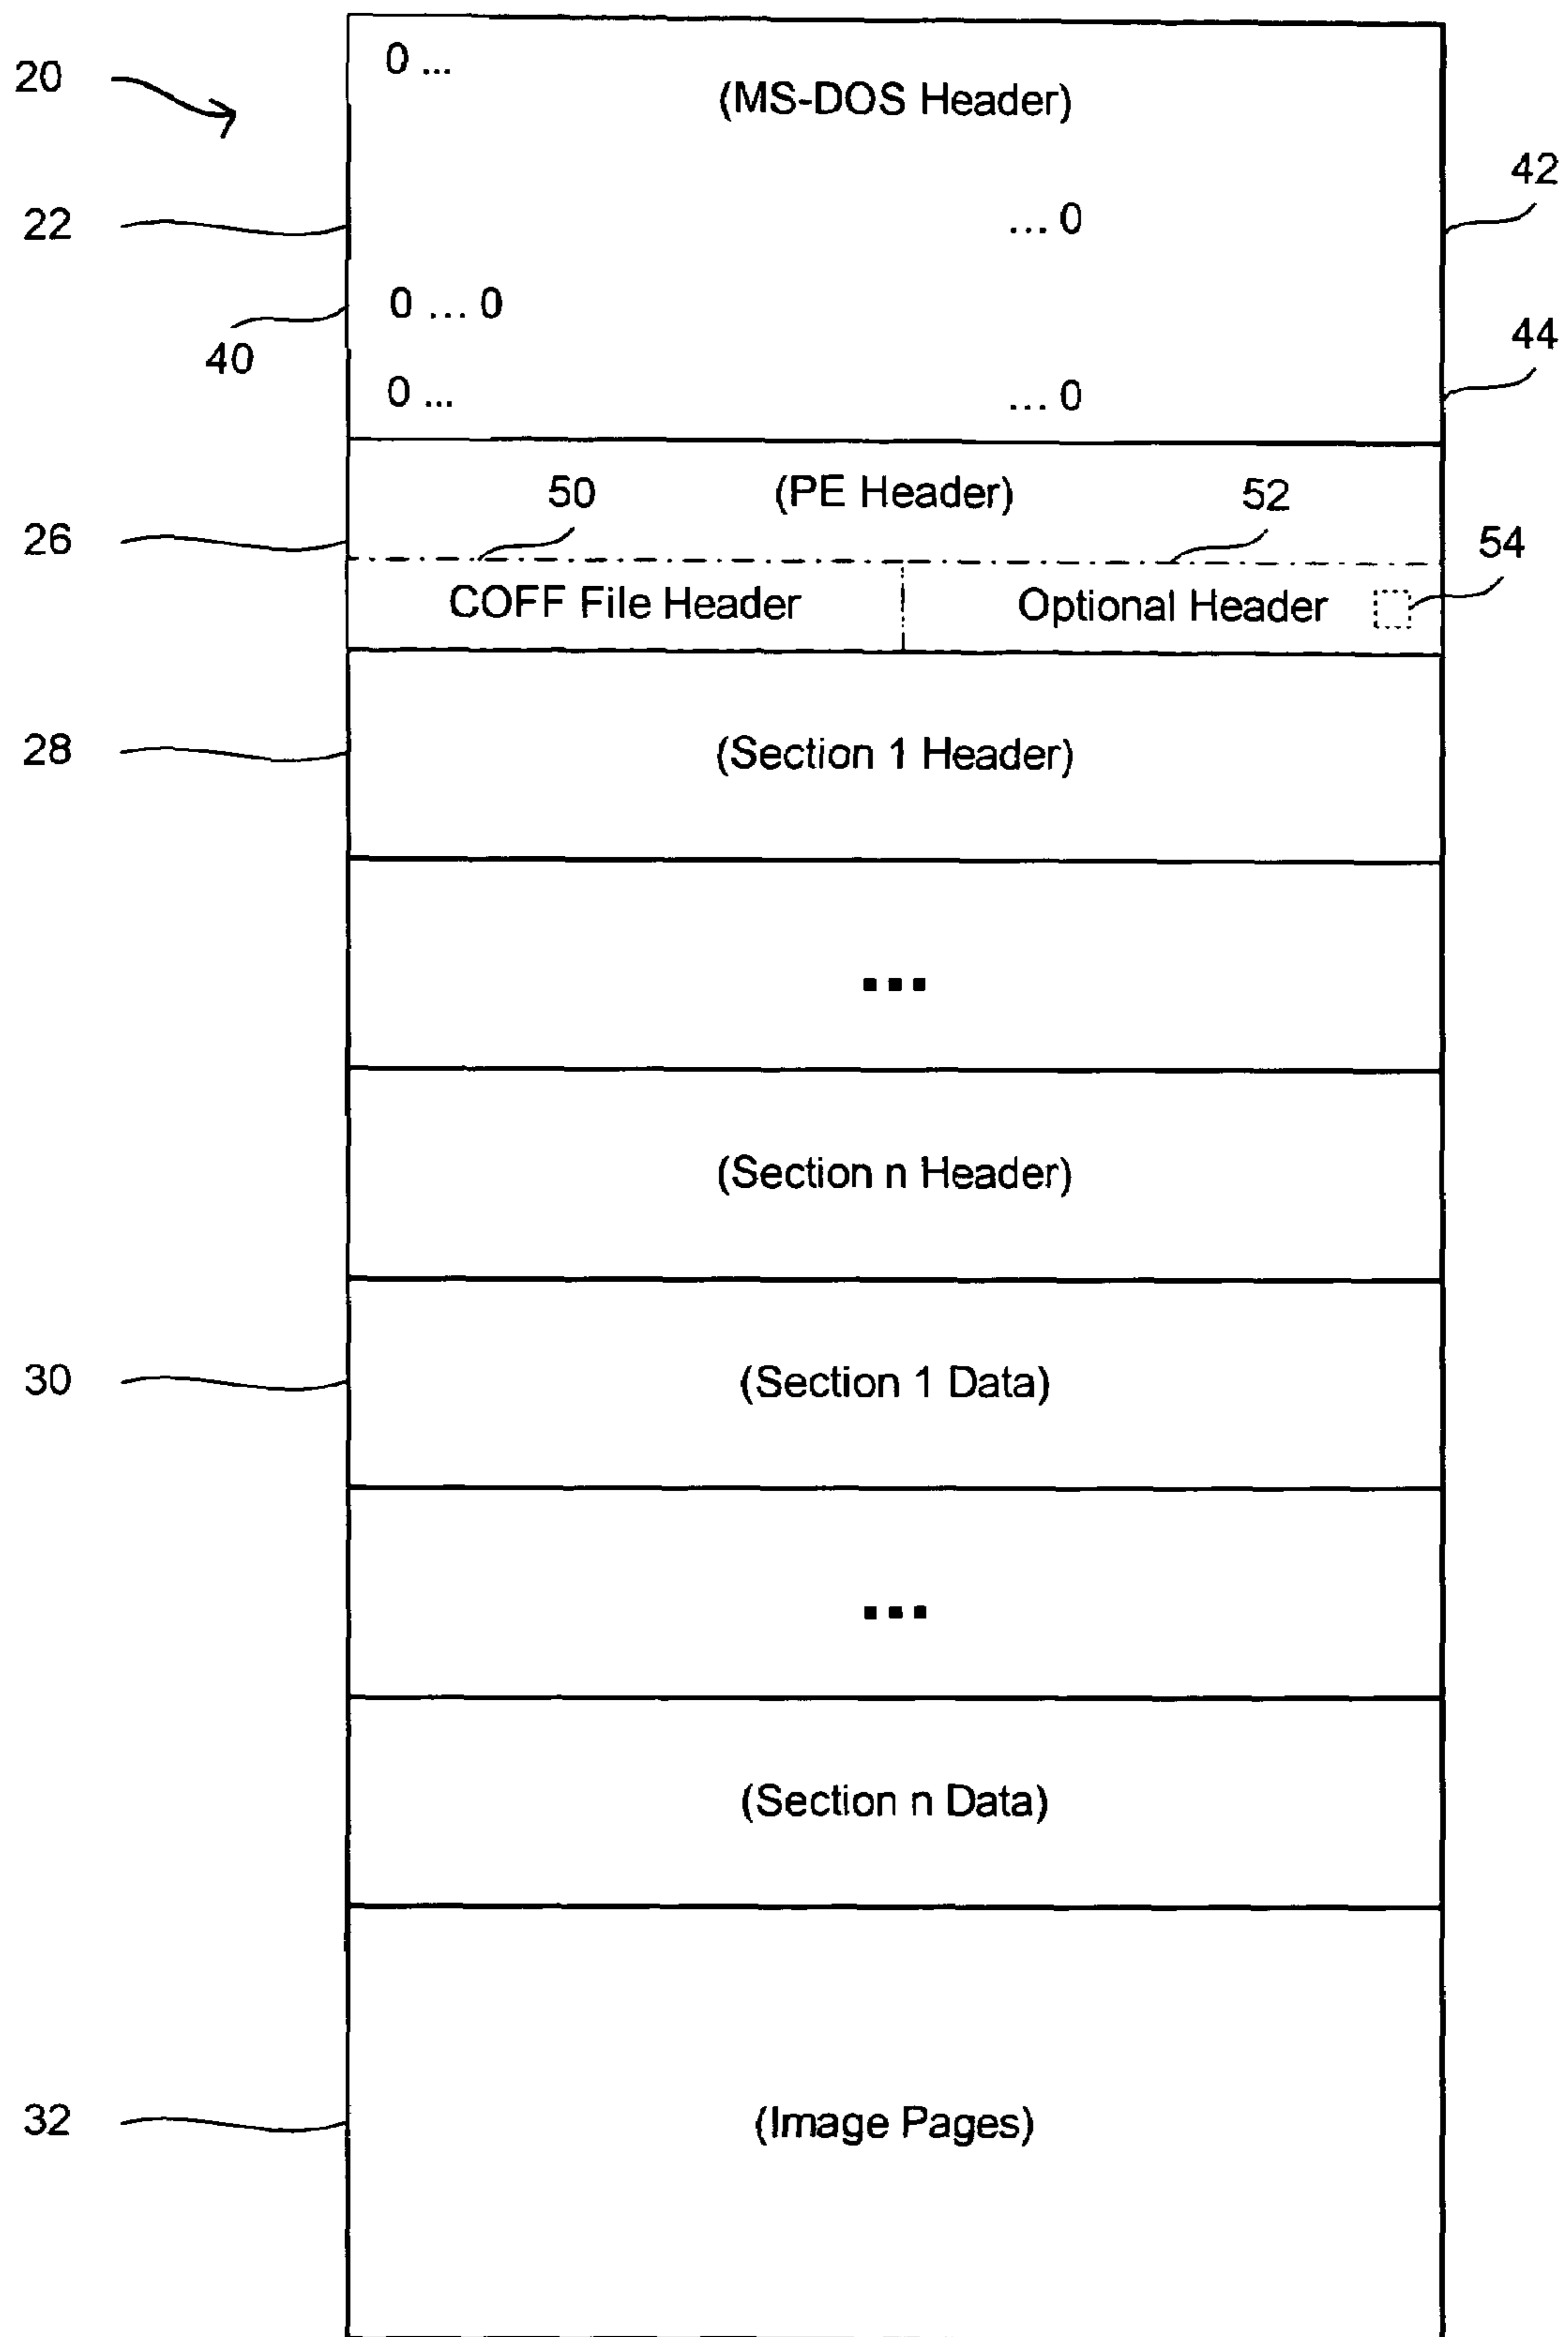 20
0 ...
(MS-DOS Header)
42
22
... 0
0 ... 0
40
44
0 ...
... 0
50
(PE Header)
52
26
54
COFF File Header
Optional Header
28
(Section 1 Header)
...
(Section n Header)
30
(Section 1 Data)
...
(Section n Data)
32
(Image Pages)